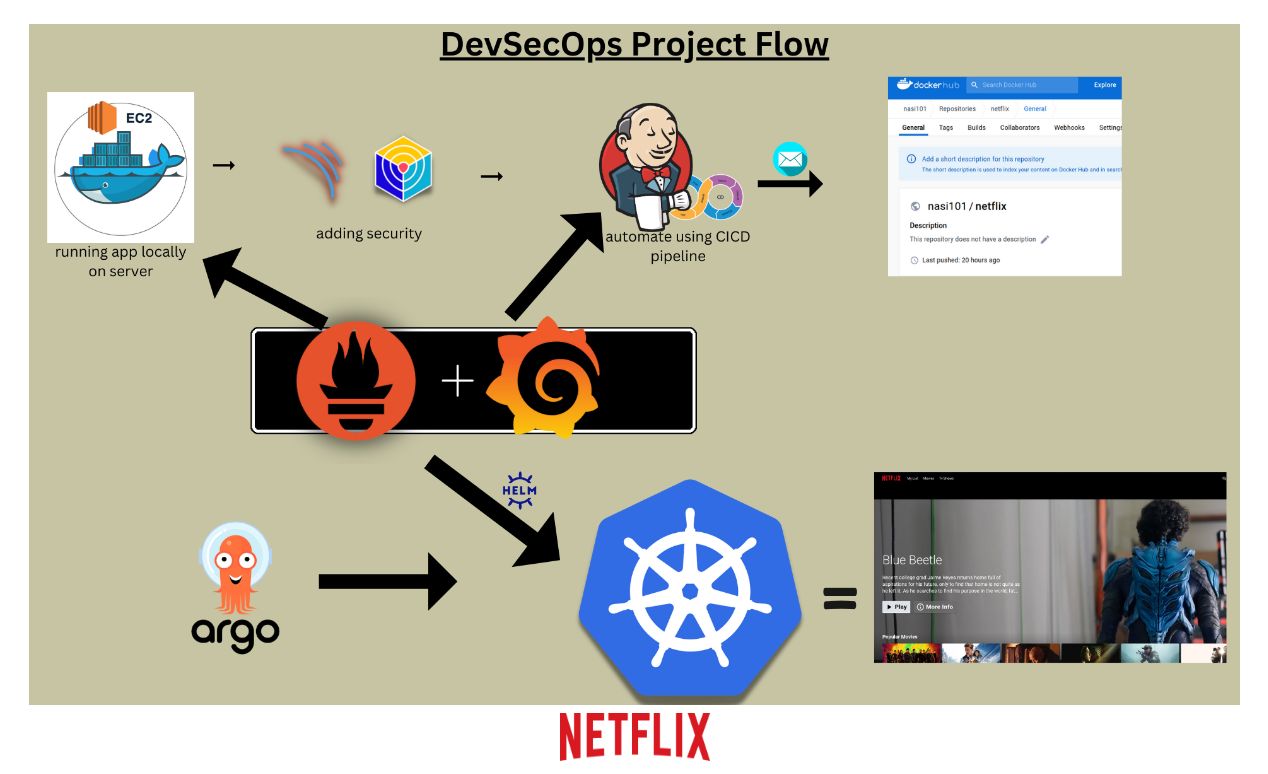 DevSecOps Project Flow
EC2
running app locally
on server
adding security
automate using CICD
pipeline
dockerhub
Search Docker Hub
Explore
nasi101 Repositories netflix General
General Tags Builds Collaborators Webhooks Settings
Add a short description for this repository
The short description is used to index your content on Docker Hub and in searc
nasi101 / netflix
Description
This repository does not have a description
Last pushed: 20 hours ago
HELM
argo
NETFLIX
Blue Beetle
Recent college grad Jaime Reyes returns home full of
aspirations for his future, only to find that home is not quite as
he left it. As he searches to find his purpose in the world, fat...
Play More Info
Popular Movies
NETFLIX